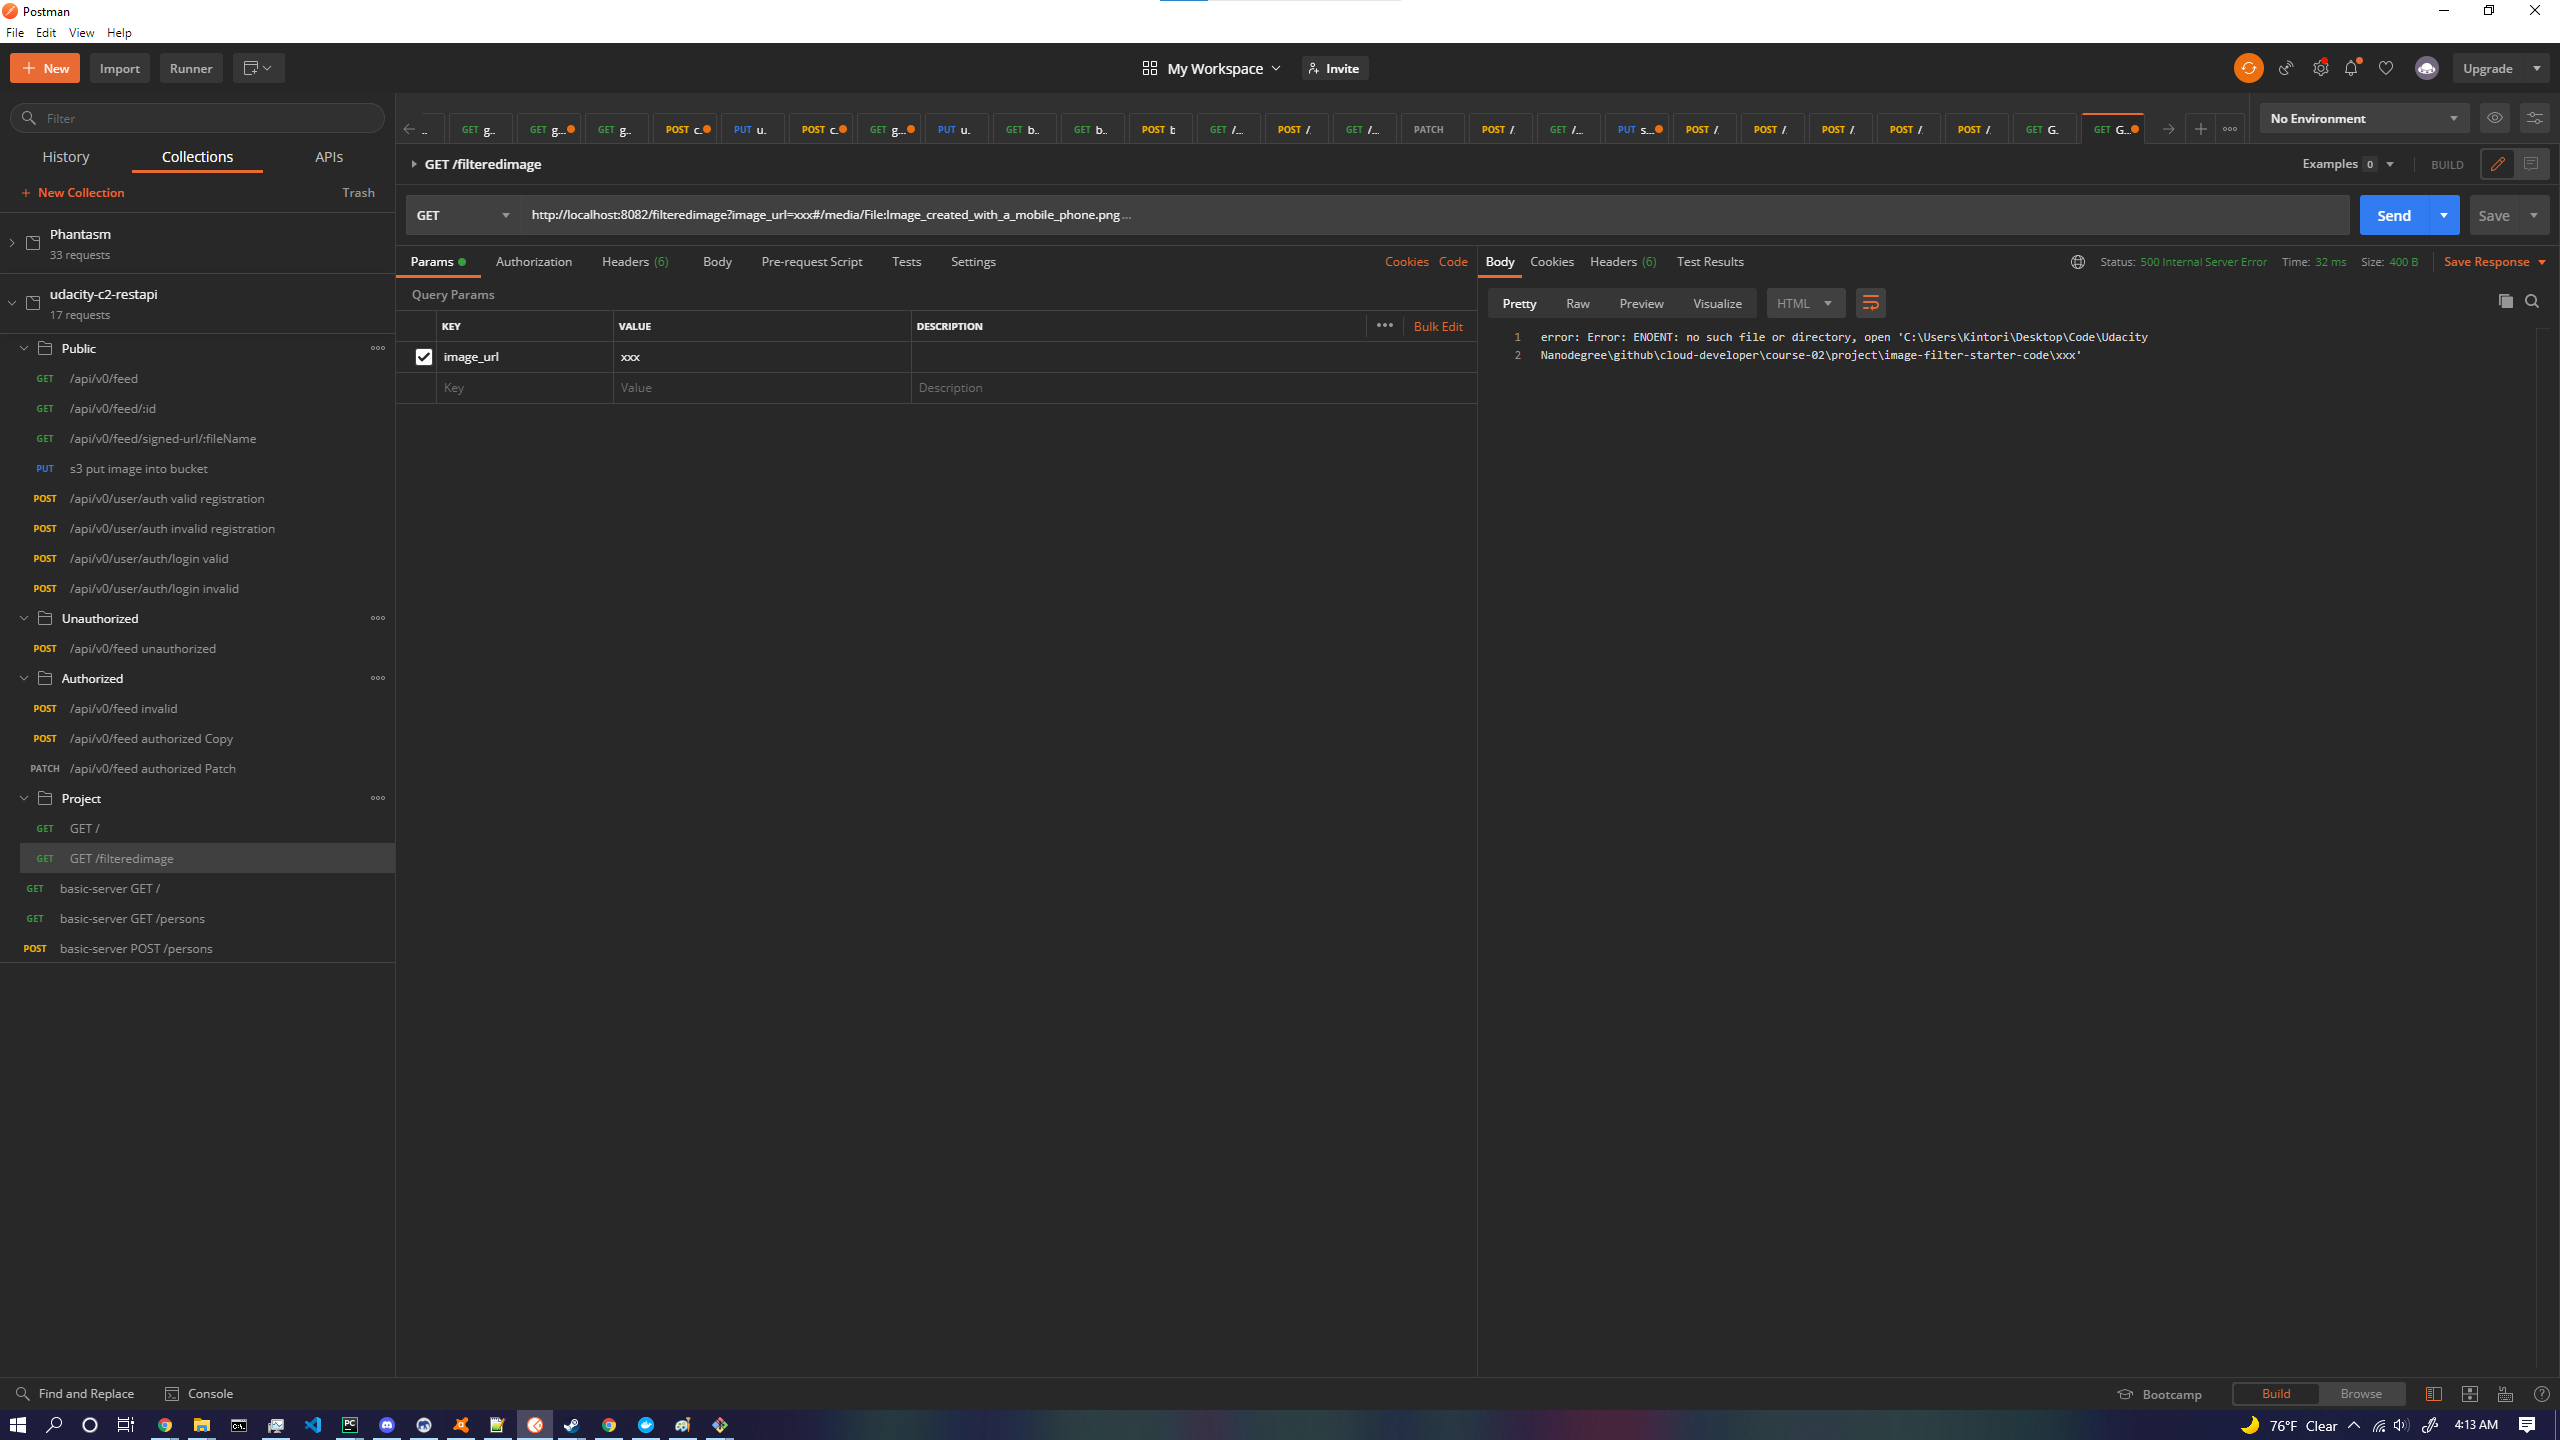 Postman
File Edit View Help
New Import Runner My Workspace Invite Upgrade
Filter
History Collections APIs
New Collection Trash
Phantasm
33 requests
udacity-c2-restapi
17 requests
Public
GET /api/v0/feed
GET /api/v0/feed/:id
GET /api/v0/feed/signed-url/:fileName
PUT s3 put image into bucket
POST /api/v0/user/auth valid registration
POST /api/v0/user/auth invalid registration
POST /api/v0/user/auth/login valid
POST /api/v0/user/auth/login invalid
Unauthorized
POST /api/v0/feed unauthorized
Authorized
POST /api/v0/feed invalid
POST /api/v0/feed authorized Copy
PATCH /api/v0/feed authorized Patch
Project
GET GET /
GET GET /filteredimage
GET basic-server GET /
GET basic-server GET /persons
POST basic-server POST /persons
.. GET g.. GET g... GET g.. POST c. PUT u. POST c. GET g... PUT u. GET b.. GET b.. POST b GET /... POST /. GET /... PATCH POST /. GET /... PUT s... POST /. POST /. POST /. POST /. POST /. GET G. GET G... No Environment
GET /filteredimage Examples 0 BUILD
GET http://localhost:8082/filteredimage?image_url=xxx#/media/File:Image_created_with_a_mobile_phone.png... Send Save
Params Authorization Headers (6) Body Pre-request Script Tests Settings Cookies Code
Query Params
KEY VALUE DESCRIPTION Bulk Edit
image_url xxx
Key Value Description
Body Cookies Headers (6) Test Results Status: 500 Internal Server Error Time: 32 ms Size: 400 B Save Response
Pretty Raw Preview Visualize HTML
1 error: Error: ENOENT: no such file or directory, open 'C:\Users\Kintori\Desktop\Code\Udacity
2 Nanodegree\github\cloud-developer\course-02\project\image-filter-starter-code\xxx'
Find and Replace Console Bootcamp Build Browse
76°F Clear 4:13 AM